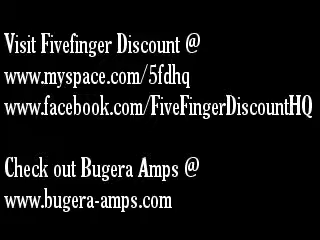 Visit Fivefinger Discount @
www.myspace.com/5fdhq
www.facebook.com/FiveFingerDiscountHQ
Check out Bugera Amps @
www.bugera-amps.com